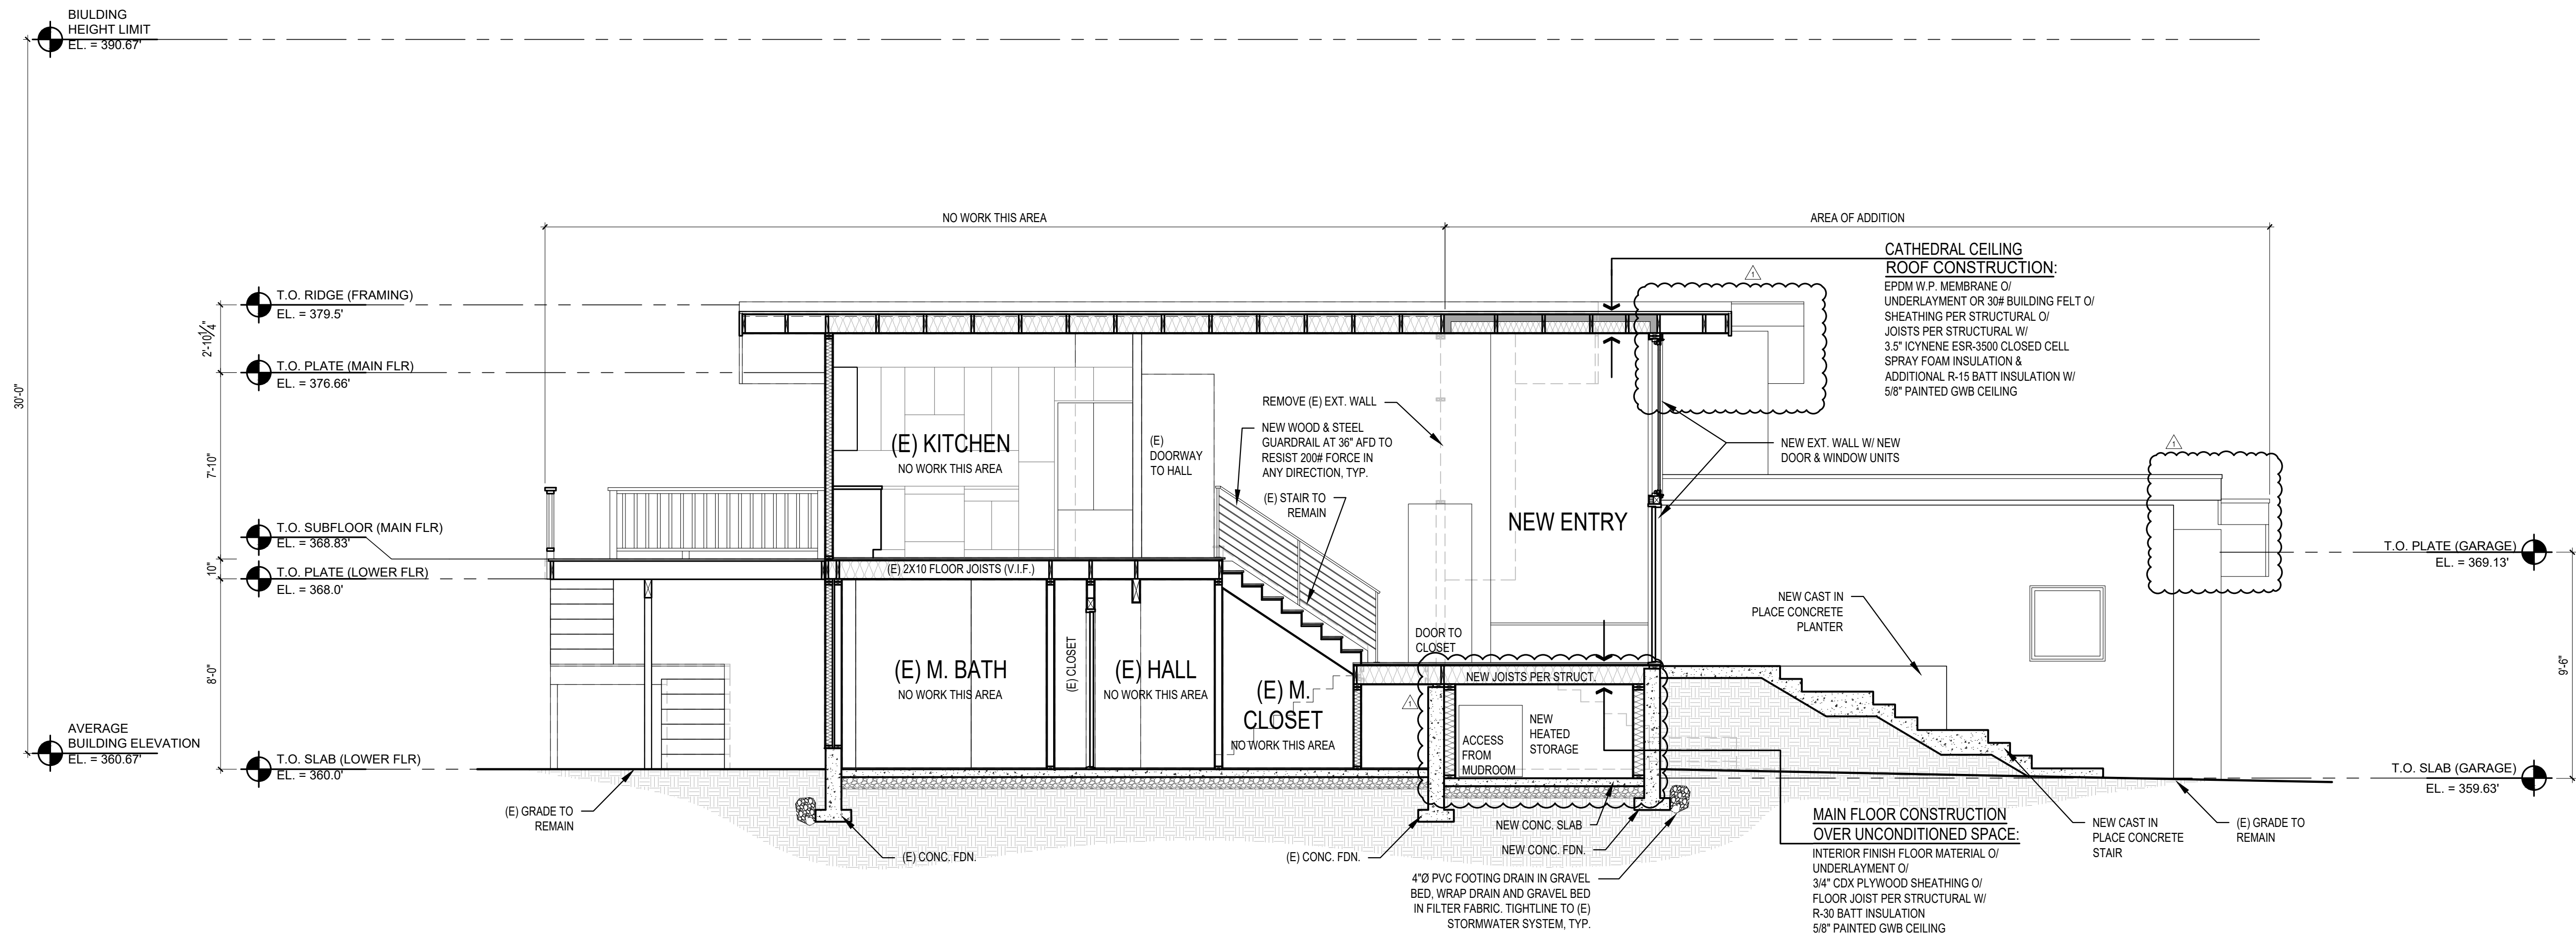 BIULDING
HEIGHT LIMIT
EL. = 390.67'
NO WORK THIS AREA
AREA OF ADDITION
CATHEDRAL CEILING
ROOF CONSTRUCTION:
EPDM W.P. MEMBRANE O/
UNDERLAYMENT OR 30# BUILDING FELT O/
SHEATHING PER STRUCTURAL O/
JOISTS PER STRUCTURAL W/
3.5" ICYNENE ESR-3500 CLOSED CELL
SPRAY FOAM INSULATION &
ADDITIONAL R-15 BATT INSULATION W/
5/8" PAINTED GWB CEILING
1
T.O. RIDGE (FRAMING)
EL. = 379.5'
2'-10 1/4"
T.O. PLATE (MAIN FLR)
EL. = 376.66'
30'-0"
7'-10"
REMOVE (E) EXT. WALL
NEW WOOD & STEEL
GUARDRAIL AT 36" AFD TO
RESIST 200# FORCE IN
ANY DIRECTION, TYP.
(E) KITCHEN
NO WORK THIS AREA
(E)
DOORWAY
TO HALL
(E) STAIR TO
REMAIN
NEW EXT. WALL W/ NEW
DOOR & WINDOW UNITS
1
NEW ENTRY
T.O. SUBFLOOR (MAIN FLR)
EL. = 368.83'
10"
T.O. PLATE (LOWER FLR)
EL. = 368.0'
(E) 2X10 FLOOR JOISTS (V.I.F.)
T.O. PLATE (GARAGE)
EL. = 369.13'
NEW CAST IN
PLACE CONCRETE
PLANTER
DOOR TO
CLOSET
8'-0"
9'-6"
(E) M. BATH
NO WORK THIS AREA
(E) CLOSET
(E) HALL
NO WORK THIS AREA
(E) M.
CLOSET
NO WORK THIS AREA
NEW JOISTS PER STRUCT.
1
NEW
HEATED
STORAGE
ACCESS
FROM
MUDROOM
AVERAGE
BUILDING ELEVATION
EL. = 360.67'
T.O. SLAB (LOWER FLR)
EL. = 360.0'
T.O. SLAB (GARAGE)
EL. = 359.63'
(E) GRADE TO
REMAIN
(E) CONC. FDN.
(E) CONC. FDN.
NEW CONC. SLAB
NEW CONC. FDN.
4"Ø PVC FOOTING DRAIN IN GRAVEL
BED, WRAP DRAIN AND GRAVEL BED
IN FILTER FABRIC. TIGHTLINE TO (E)
STORMWATER SYSTEM, TYP.
MAIN FLOOR CONSTRUCTION
OVER UNCONDITIONED SPACE:
INTERIOR FINISH FLOOR MATERIAL O/
UNDERLAYMENT O/
3/4" CDX PLYWOOD SHEATHING O/
FLOOR JOIST PER STRUCTURAL W/
R-30 BATT INSULATION
5/8" PAINTED GWB CEILING
NEW CAST IN
PLACE CONCRETE
STAIR
(E) GRADE TO
REMAIN